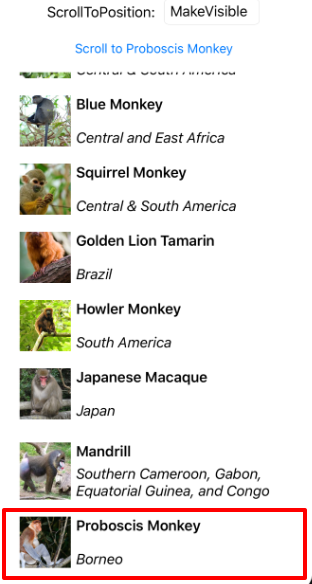 ScrollToPosition: MakeVisible
Scroll to Proboscis Monkey
Central & South America
Blue Monkey
Central and East Africa
Squirrel Monkey
Central & South America
Golden Lion Tamarin
Brazil
Howler Monkey
South America
Japanese Macaque
Japan
Mandrill
Southern Cameroon, Gabon,
Equatorial Guinea, and Congo
Proboscis Monkey
Borneo